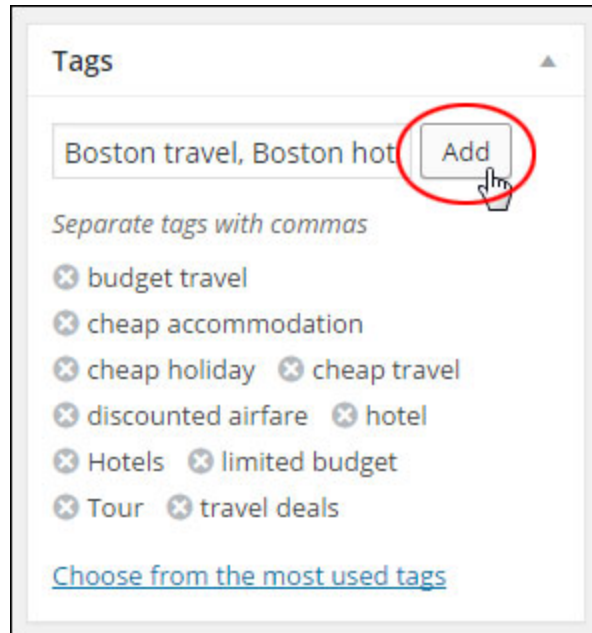 Tags
Boston travel, Boston hot
Add
Separate tags with commas
budget travel
cheap accommodation
cheap holiday cheap travel
discounted airfare hotel
Hotels limited budget
Tour travel deals
Choose from the most used tags